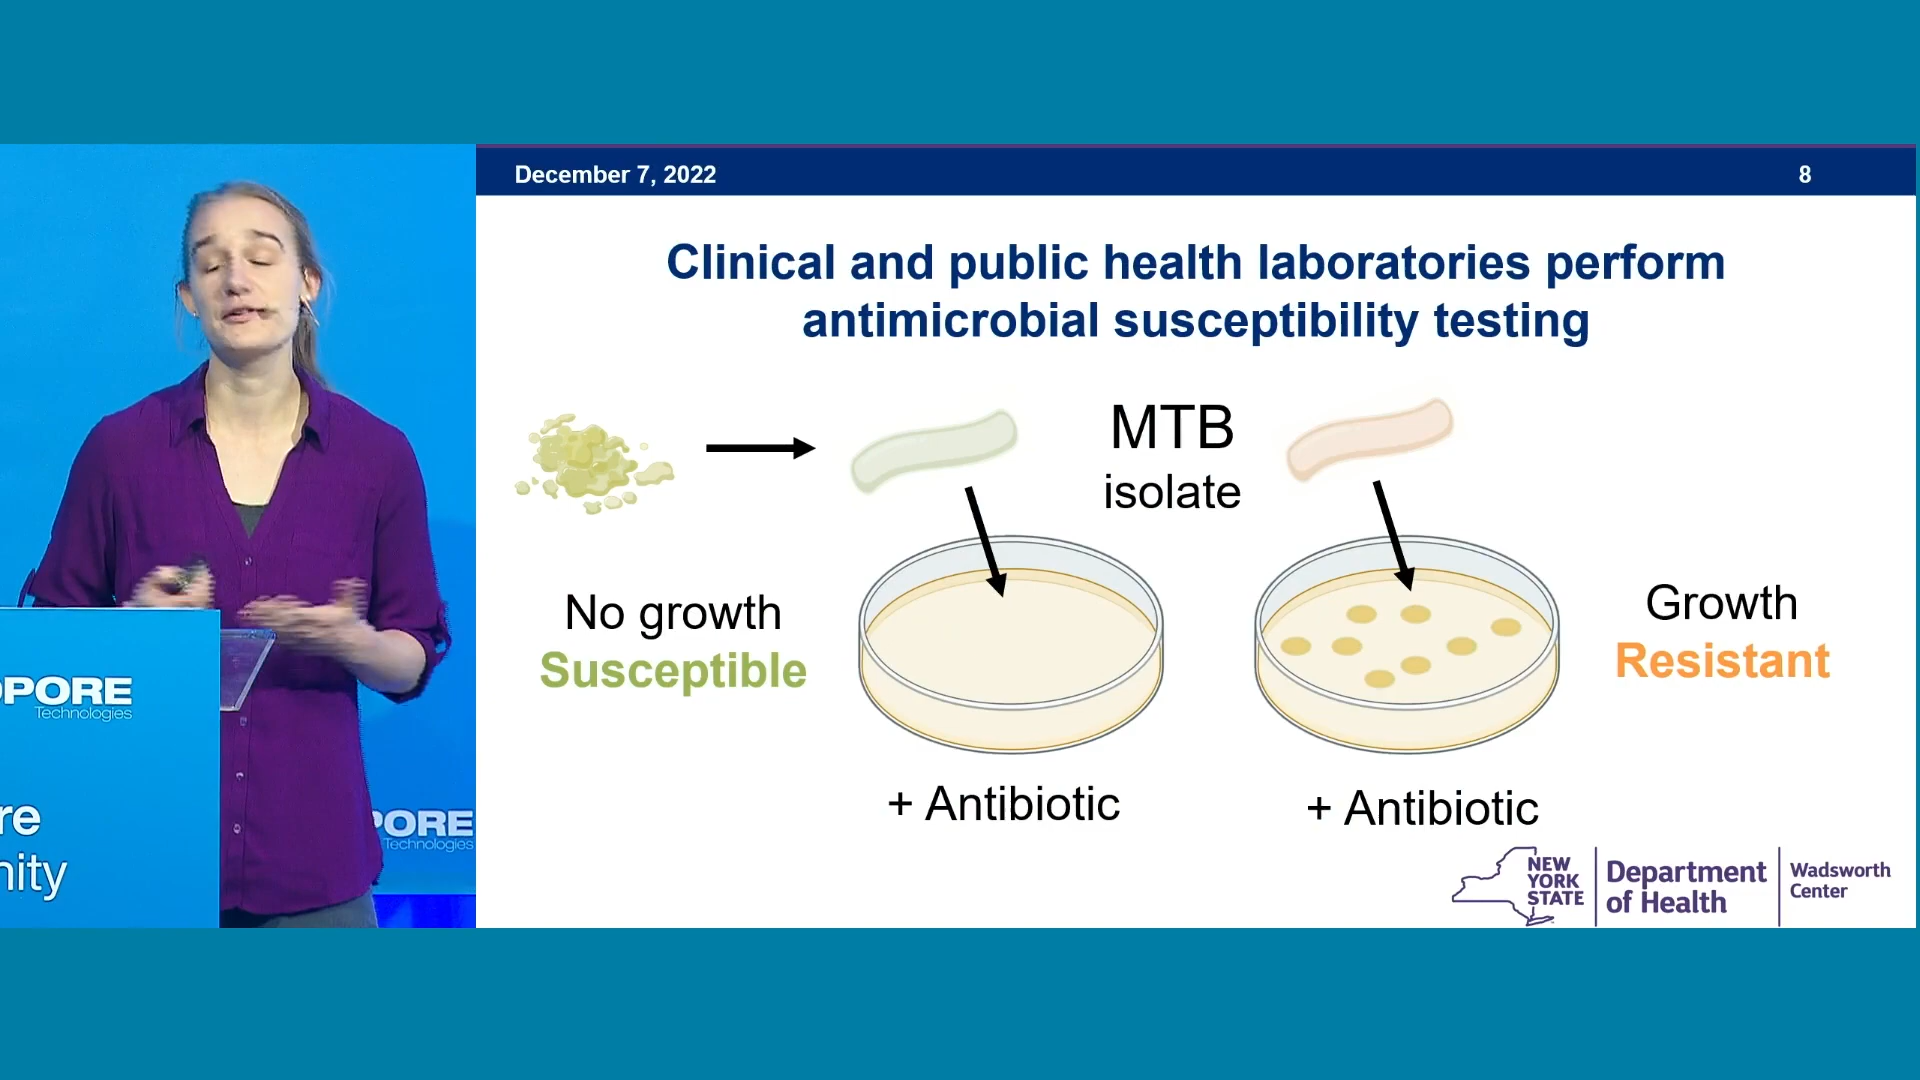 December 7, 2022
8
Clinical and public health laboratories perform
antimicrobial susceptibility testing
MTB
isolate
No growth
Susceptible
Growth
Resistant
+ Antibiotic
+ Antibiotic
NEW
YORK
STATE
Department
of Health
Wadsworth
Center
PORE
Technologies
re
nity
PORE
Technologies